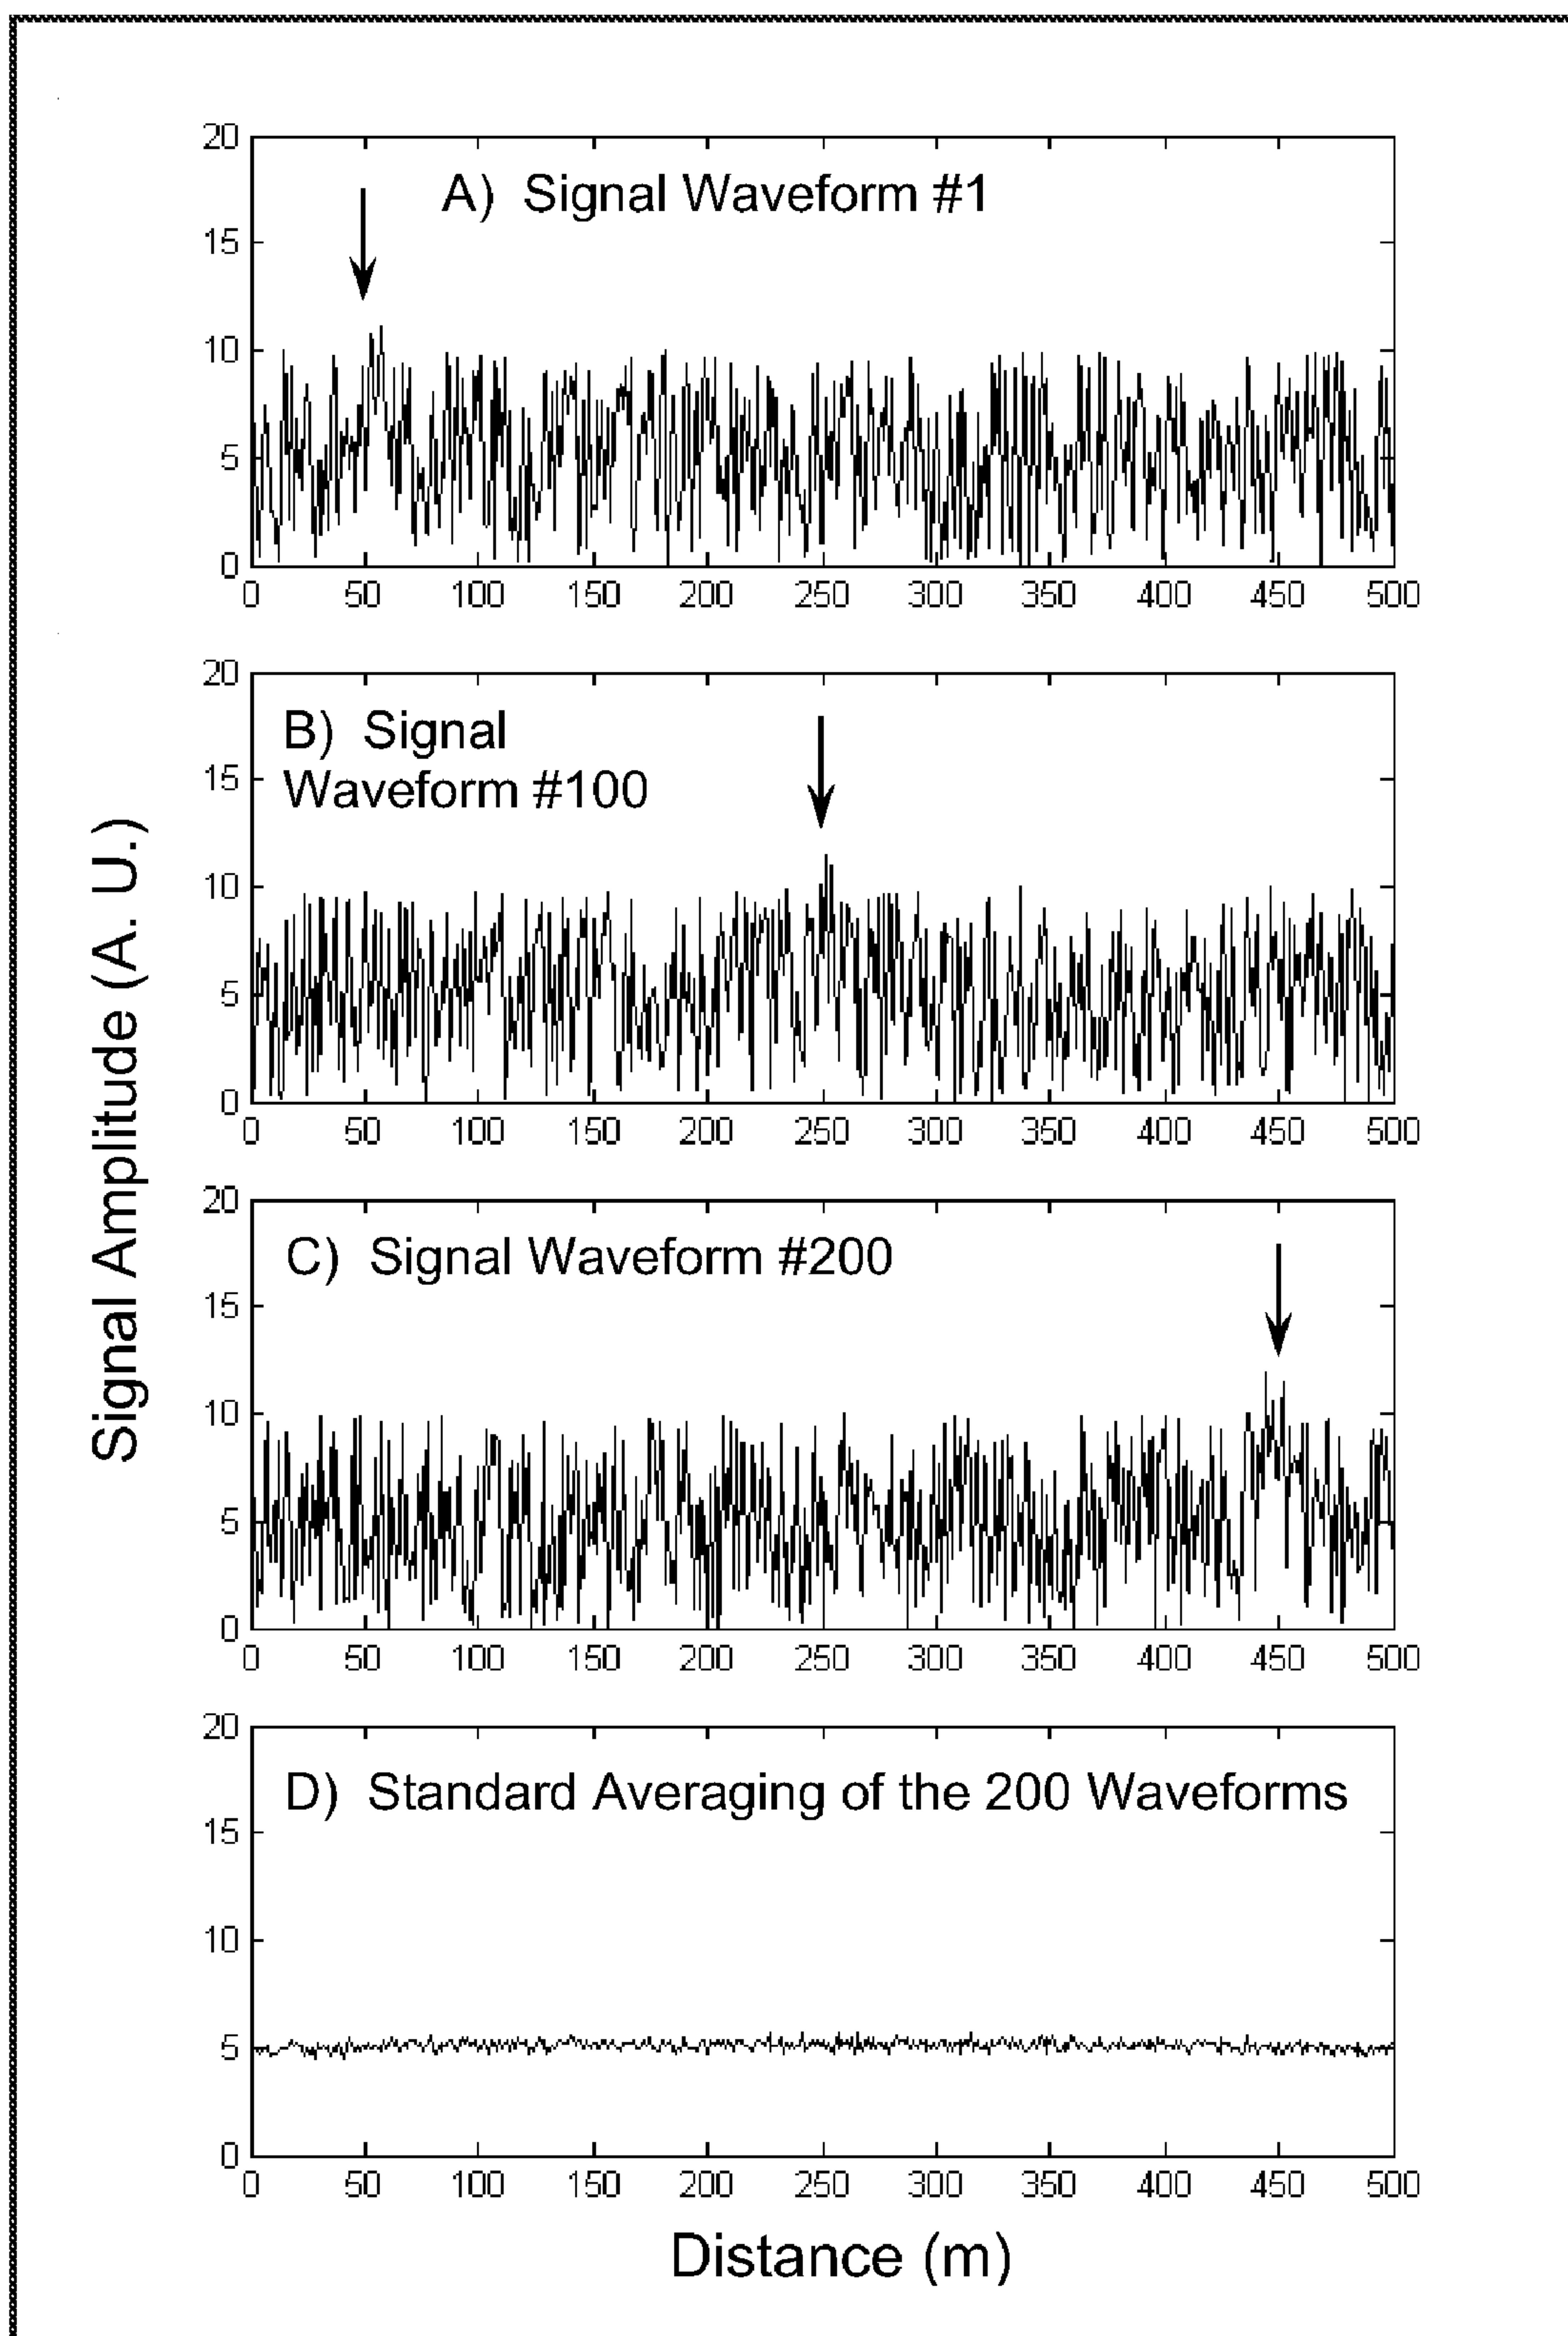 20
A) Signal Waveform #1
15
10
5
0
0 50 100 150 200 250 300 350 400 450 500
20
B) Signal
Waveform #100
15
10
5
0
0 50 100 150 200 250 300 350 400 450 500
Signal Amplitude (A. U.)
20
C) Signal Waveform #200
15
10
5
0
0 50 100 150 200 250 300 350 400 450 500
20
D) Standard Averaging of the 200 Waveforms
15
10
5
0
0 50 100 150 200 250 300 350 400 450 500
Distance (m)